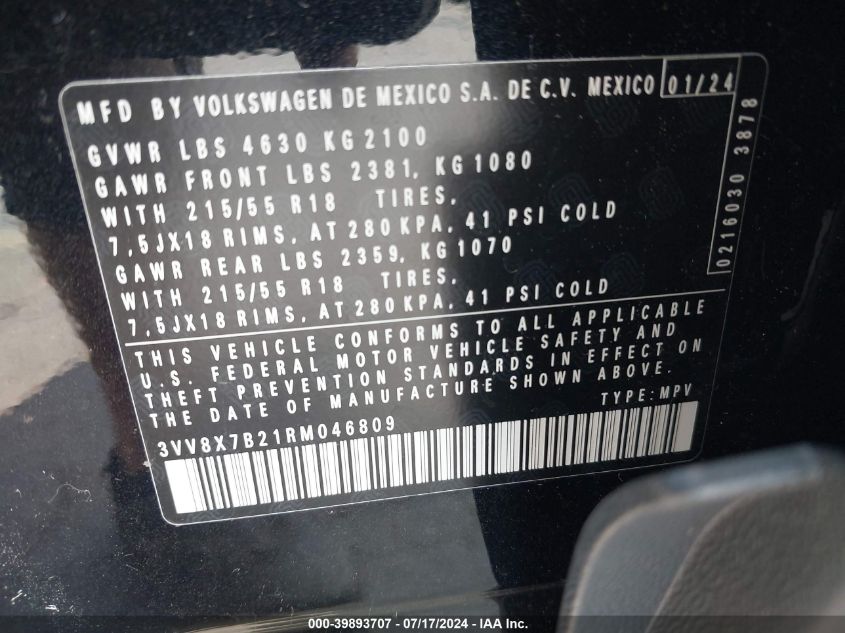 MFD BY VOLKSWAGEN DE MEXICO S.A. DE C.V. MEXICO 01/24
GVWR LBS 4630 KG 2100
GAWR FRONT LBS 2381, KG 1080
WITH 215/55 R18 TIRES,
7,5JX18 RIMS, AT 280 KPA, 41 PSI COLD
GAWR REAR LBS 2359, KG 1070
WITH 215/55 R18 TIRES,
7,5JX18 RIMS, AT 280 KPA, 41 PSI COLD
0216030 3878
THIS VEHICLE CONFORMS TO ALL APPLICABLE
U.S. FEDERAL MOTOR VEHICLE SAFETY AND
THEFT PREVENTION STANDARDS IN EFFECT ON
THE DATE OF MANUFACTURE SHOWN ABOVE.
TYPE: MPV
3VV8X7B21RM046809
000-39893707 - 07/17/2024 - IAA Inc.